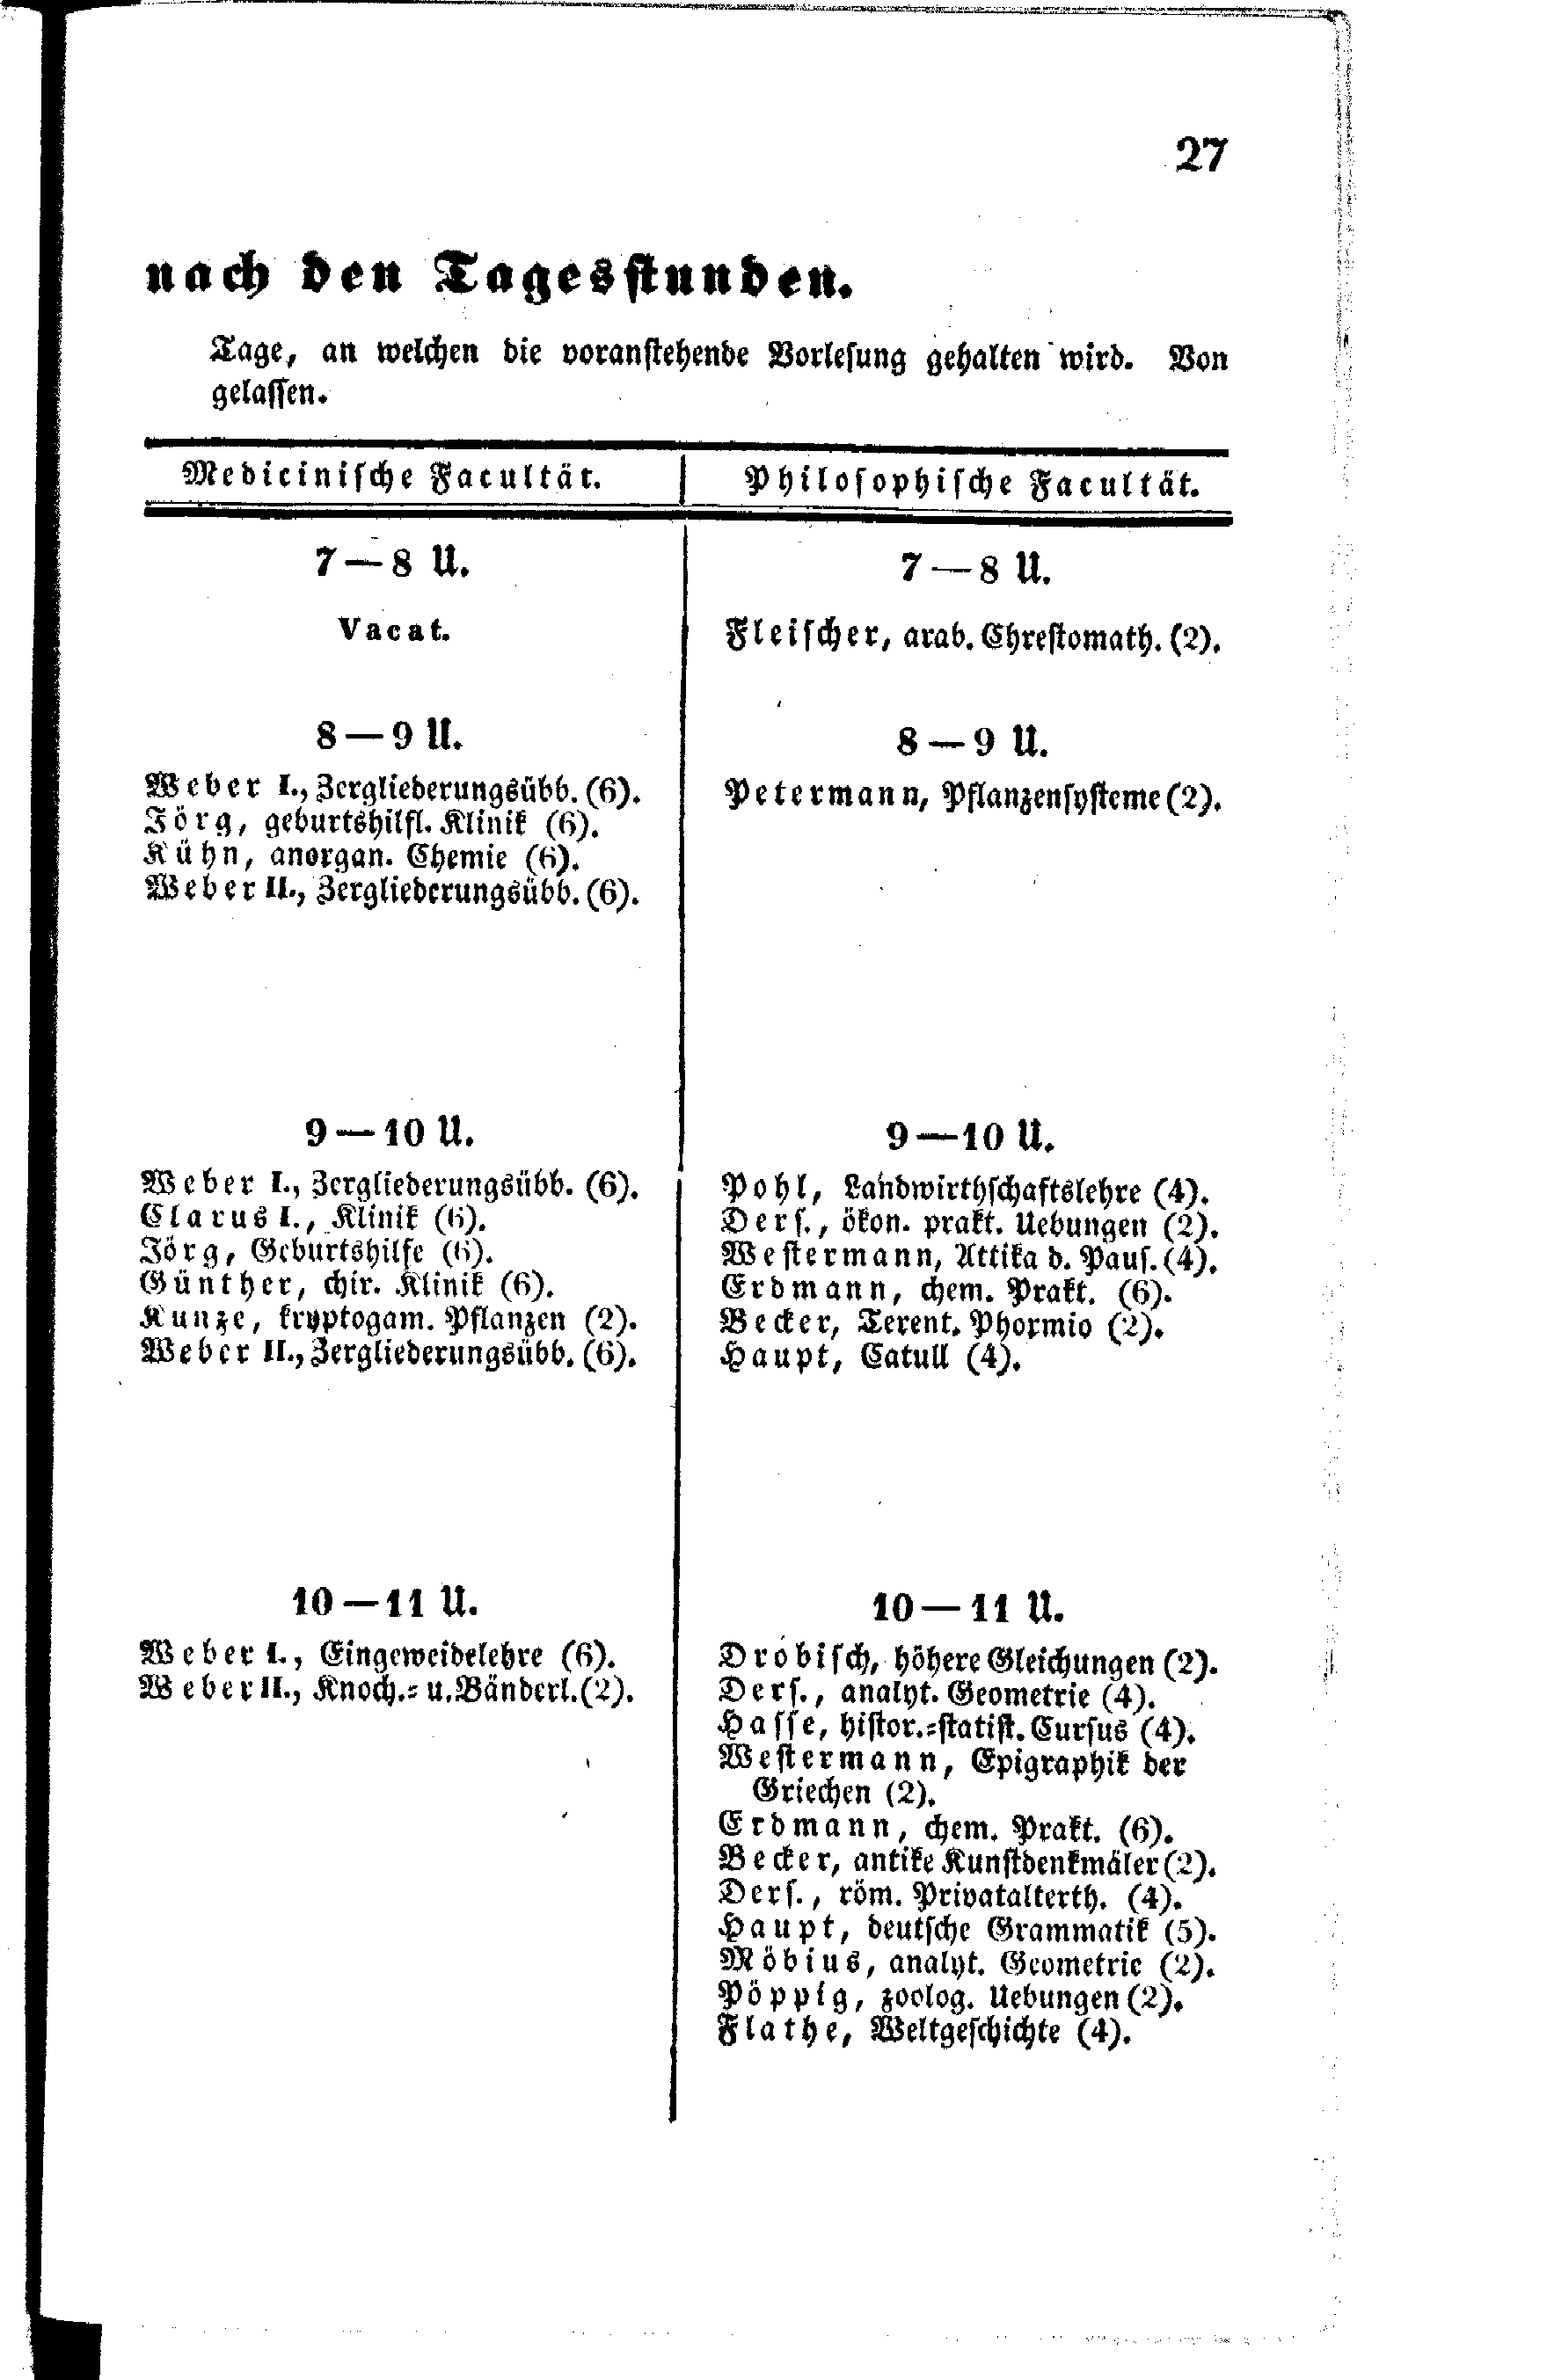 27
nach den Tagesstunden.
Tage, an welchen die voranstehende Vorlesung gehalten wird. Von
gelassen.
Medicinische Facultät.
7—8 U.
Vacat.
8—9 U.
Weber I., Zergliederungsübb. (6).
Jörg, geburtshilfl. Klinik (6).
Kühn, anorgan. Chemie (6).
Weber II., Zergliederungsübb. (6).
9—10 U.
Weber I., Zergliederungsübb. (6).
Clarus I., Klinik (6).
Jörg, Geburtshilfe (6).
Günther, chir. Klinik (6).
Kunze, kryptogam. Pflanzen (2).
Weber II., Zergliederungsübb. (6).
10—11 U.
Weber I., Eingeweidelehre (6).
Weber II., Knoch.- u. Bänderl. (2).
Philosophische Facultät.
7—8 U.
Fleischer, arab. Chrestomath. (2).
8—9 U.
Petermann, Pflanzensysteme (2).
9—10 U.
Pohl, Landwirthschaftslehre (4).
Ders., ökon. prakt. Uebungen (2).
Westermann, Attika d. Paus. (4).
Erdmann, chem. Prakt. (6).
Becker, Terent. Phormio (2).
Haupt, Catull (4).
10—11 U.
Drobisch, höhere Gleichungen (2).
Ders., analyt. Geometrie (4).
Hasse, histor.-statist. Cursus (4).
Westermann, Epigraphik der
Griechen (2).
Erdmann, chem. Prakt. (6).
Becker, antike Kunstdenkmäler (2).
Ders., röm. Privatalterth. (4).
Haupt, deutsche Grammatik (5).
Möbius, analyt. Geometrie (2).
Pöppig, zoolog. Uebungen (2).
Flathe, Weltgeschichte (4).